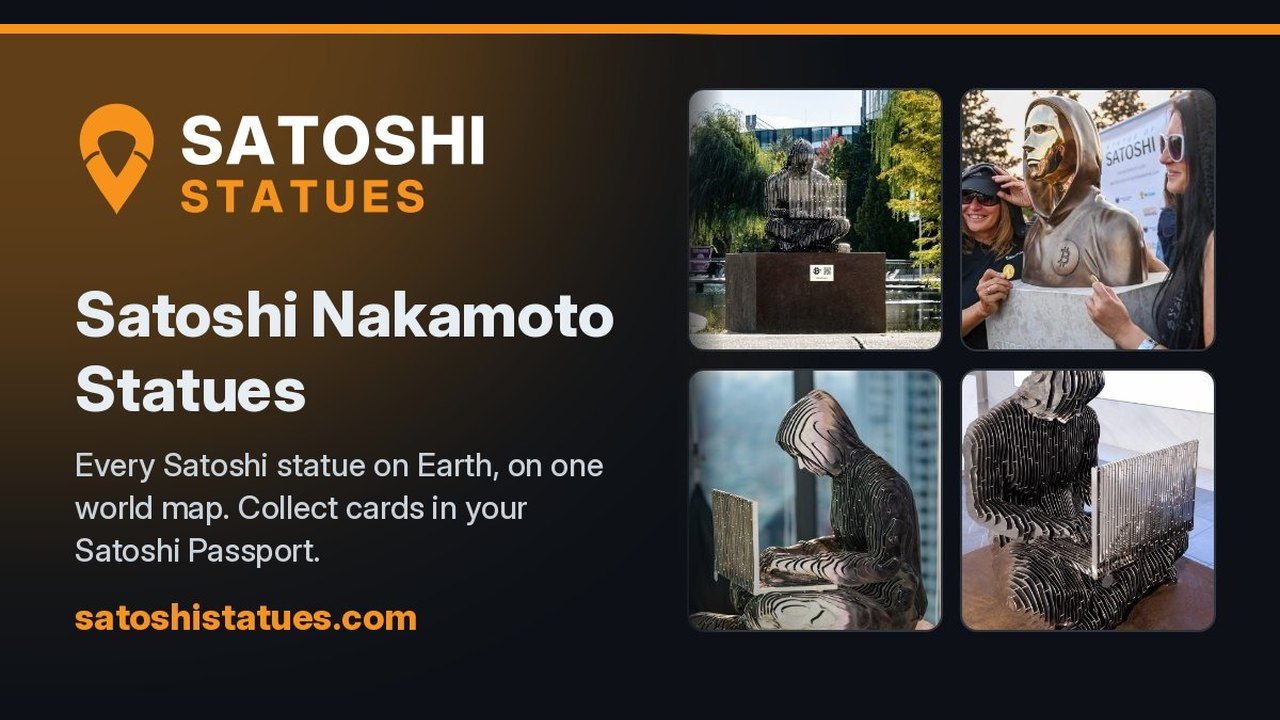 SATOSHI
STATUES
Satoshi Nakamoto
Statues
Every Satoshi statue on Earth, on one
world map. Collect cards in your
Satoshi Passport.
satoshistatues.com
SATOSHI